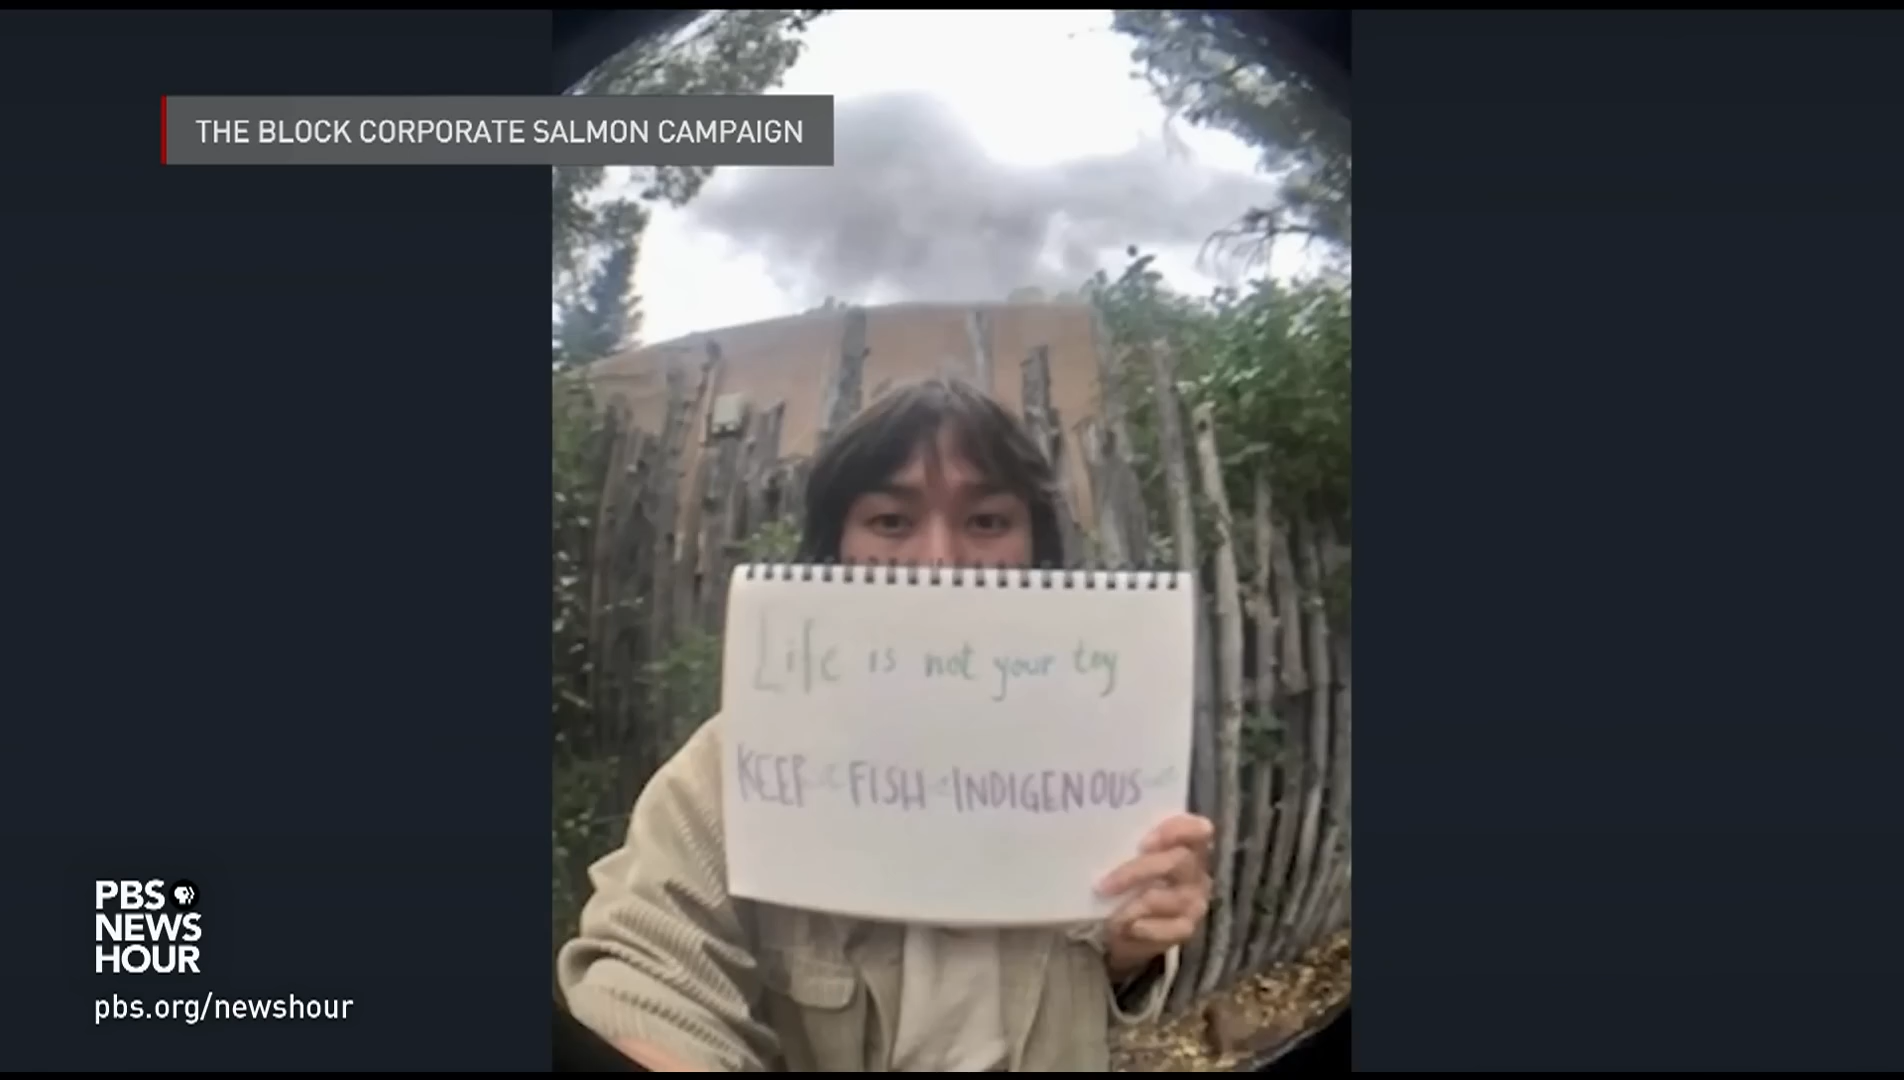 THE BLOCK CORPORATE SALMON CAMPAIGN
Life is not your toy
KEEP FISH INDIGENOUS
PBS
NEWS
HOUR
pbs.org/newshour